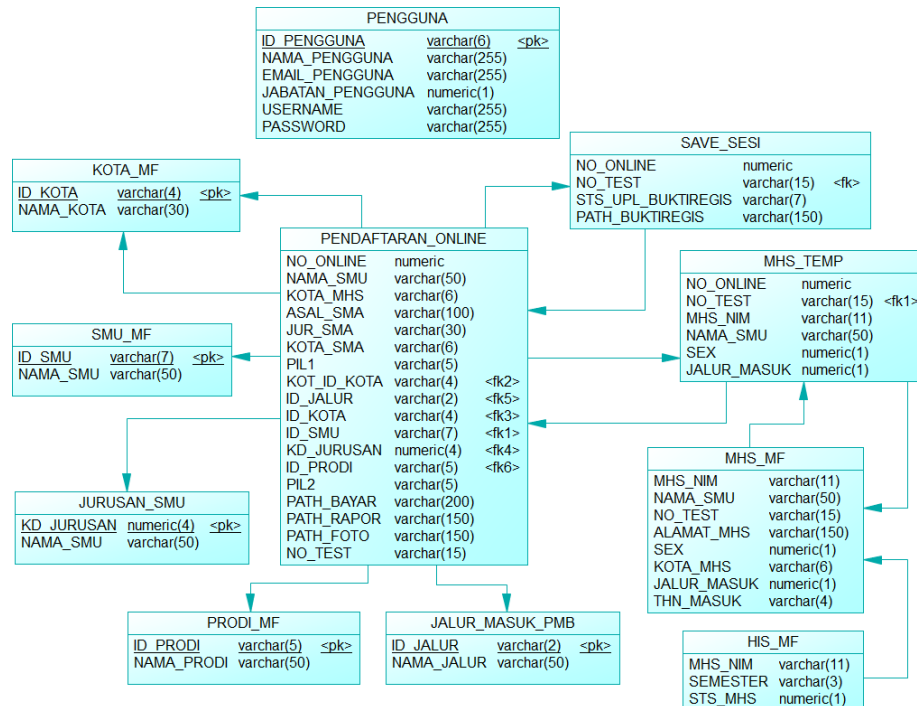 PENGGUNA
ID_PENGGUNA varchar(6) <pk>
NAMA_PENGGUNA varchar(255)
EMAIL_PENGGUNA varchar(255)
JABATAN_PENGGUNA numeric(1)
USERNAME varchar(255)
PASSWORD varchar(255)
KOTA_MF
ID_KOTA varchar(4) <pk>
NAMA_KOTA varchar(30)
SAVE_SESI
NO_ONLINE numeric
NO_TEST varchar(15) <fk>
STS_UPL_BUKTIREGIS varchar(7)
PATH_BUKTIREGIS varchar(150)
PENDAFTARAN_ONLINE
NO_ONLINE numeric
NAMA_SMU varchar(50)
KOTA_MHS varchar(6)
ASAL_SMA varchar(100)
JUR_SMA varchar(30)
KOTA_SMA varchar(6)
PIL1 varchar(5)
KOT_ID_KOTA varchar(4) <fk2>
ID_JALUR varchar(2) <fk5>
ID_KOTA varchar(4) <fk3>
ID_SMU varchar(7) <fk1>
KD_JURUSAN numeric(4) <fk4>
ID_PRODI varchar(5) <fk6>
PIL2 varchar(5)
PATH_BAYAR varchar(200)
PATH_RAPOR varchar(150)
PATH_FOTO varchar(150)
NO_TEST varchar(15)
MHS_TEMP
NO_ONLINE numeric
NO_TEST varchar(15) <fk1>
MHS_NIM varchar(11)
NAMA_SMU varchar(50)
SEX numeric(1)
JALUR_MASUK numeric(1)
SMU_MF
ID_SMU varchar(7) <pk>
NAMA_SMU varchar(50)
MHS_MF
MHS_NIM varchar(11)
NAMA_SMU varchar(50)
NO_TEST varchar(15)
ALAMAT_MHS varchar(150)
SEX numeric(1)
KOTA_MHS varchar(6)
JALUR_MASUK numeric(1)
THN_MASUK varchar(4)
JURUSAN_SMU
KD_JURUSAN numeric(4) <pk>
NAMA_SMU varchar(50)
PRODI_MF
ID_PRODI varchar(5) <pk>
NAMA_PRODI varchar(50)
JALUR_MASUK_PMB
ID_JALUR varchar(2) <pk>
NAMA_JALUR varchar(50)
HIS_MF
MHS_NIM varchar(11)
SEMESTER varchar(3)
STS_MHS numeric(1)